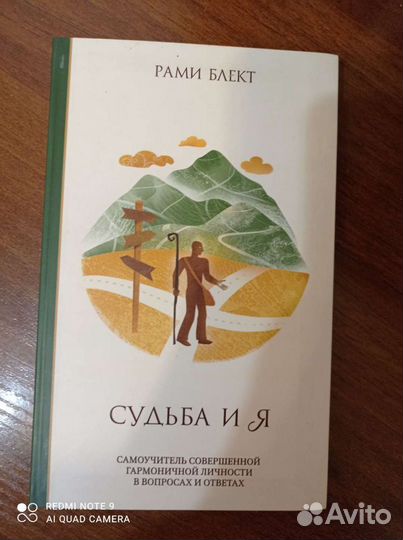 РАМИ БЛЕКТ
СУДЬБА И Я
САМОУЧИТЕЛЬ СОВЕРШЕННОЙ
ГАРМОНИЧНОЙ ЛИЧНОСТИ
В ВОПРОСАХ И ОТВЕТАХ
REDMI NOTE 9
AI QUAD CAMERA
Avito